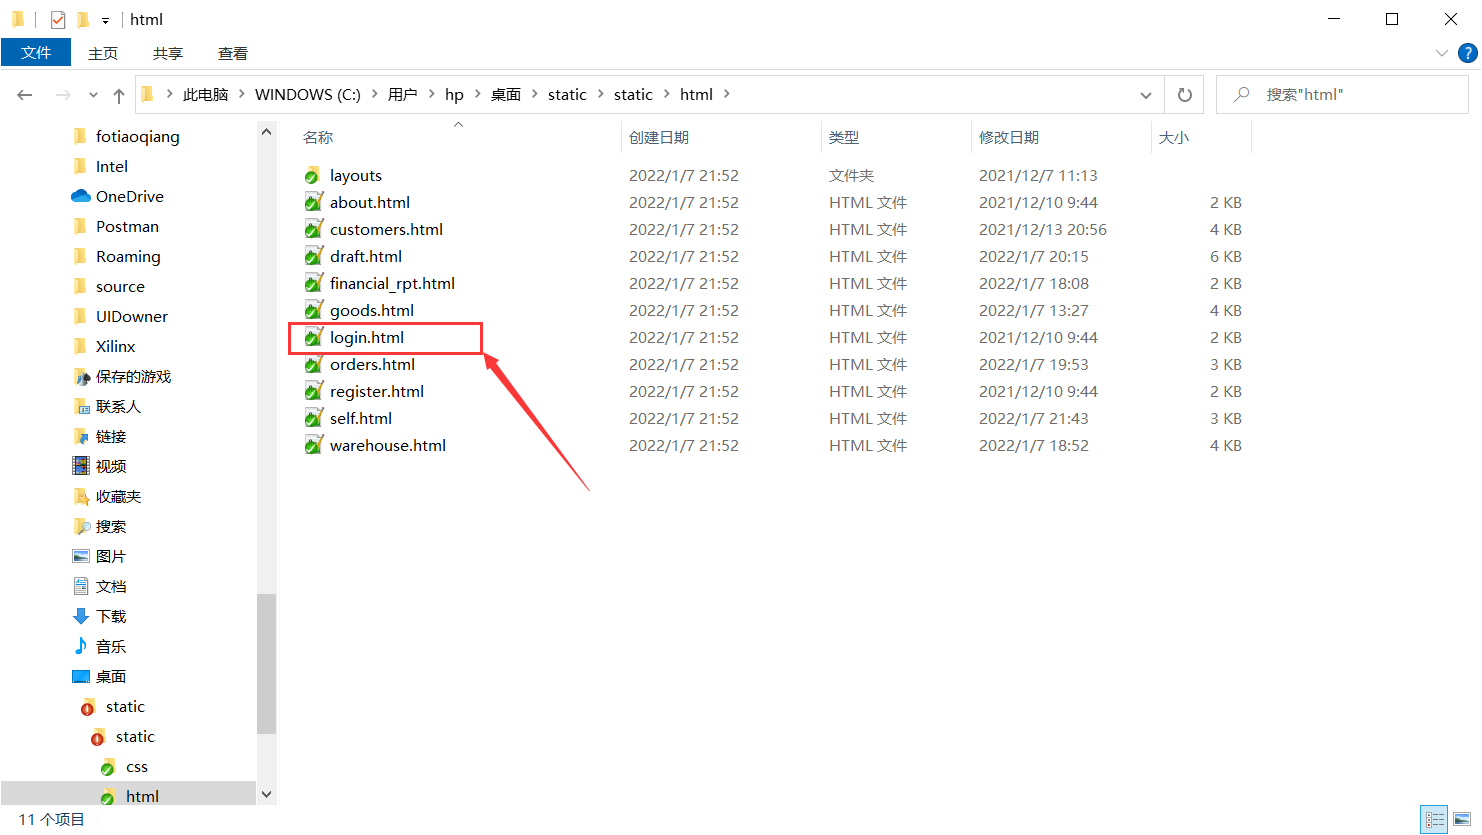 html
文件 主页 共享 查看
此电脑 WINDOWS (C:) 用户 hp 桌面 static static html 搜索"html"
fotiaoqiang
Intel
OneDrive
Postman
Roaming
source
UIDowner
Xilinx
保存的游戏
联系人
链接
视频
收藏夹
搜索
图片
文档
下载
音乐
桌面
static
static
css
html
名称 创建日期 类型 修改日期 大小
layouts 2022/1/7 21:52 文件夹 2021/12/7 11:13
about.html 2022/1/7 21:52 HTML 文件 2021/12/10 9:44 2 KB
customers.html 2022/1/7 21:52 HTML 文件 2021/12/13 20:56 4 KB
draft.html 2022/1/7 21:52 HTML 文件 2022/1/7 20:15 6 KB
financial_rpt.html 2022/1/7 21:52 HTML 文件 2022/1/7 18:08 2 KB
goods.html 2022/1/7 21:52 HTML 文件 2022/1/7 13:27 4 KB
login.html 2022/1/7 21:52 HTML 文件 2021/12/10 9:44 2 KB
orders.html 2022/1/7 21:52 HTML 文件 2022/1/7 19:53 3 KB
register.html 2022/1/7 21:52 HTML 文件 2021/12/10 9:44 2 KB
self.html 2022/1/7 21:52 HTML 文件 2022/1/7 21:43 3 KB
warehouse.html 2022/1/7 21:52 HTML 文件 2022/1/7 18:52 4 KB
11 个项目